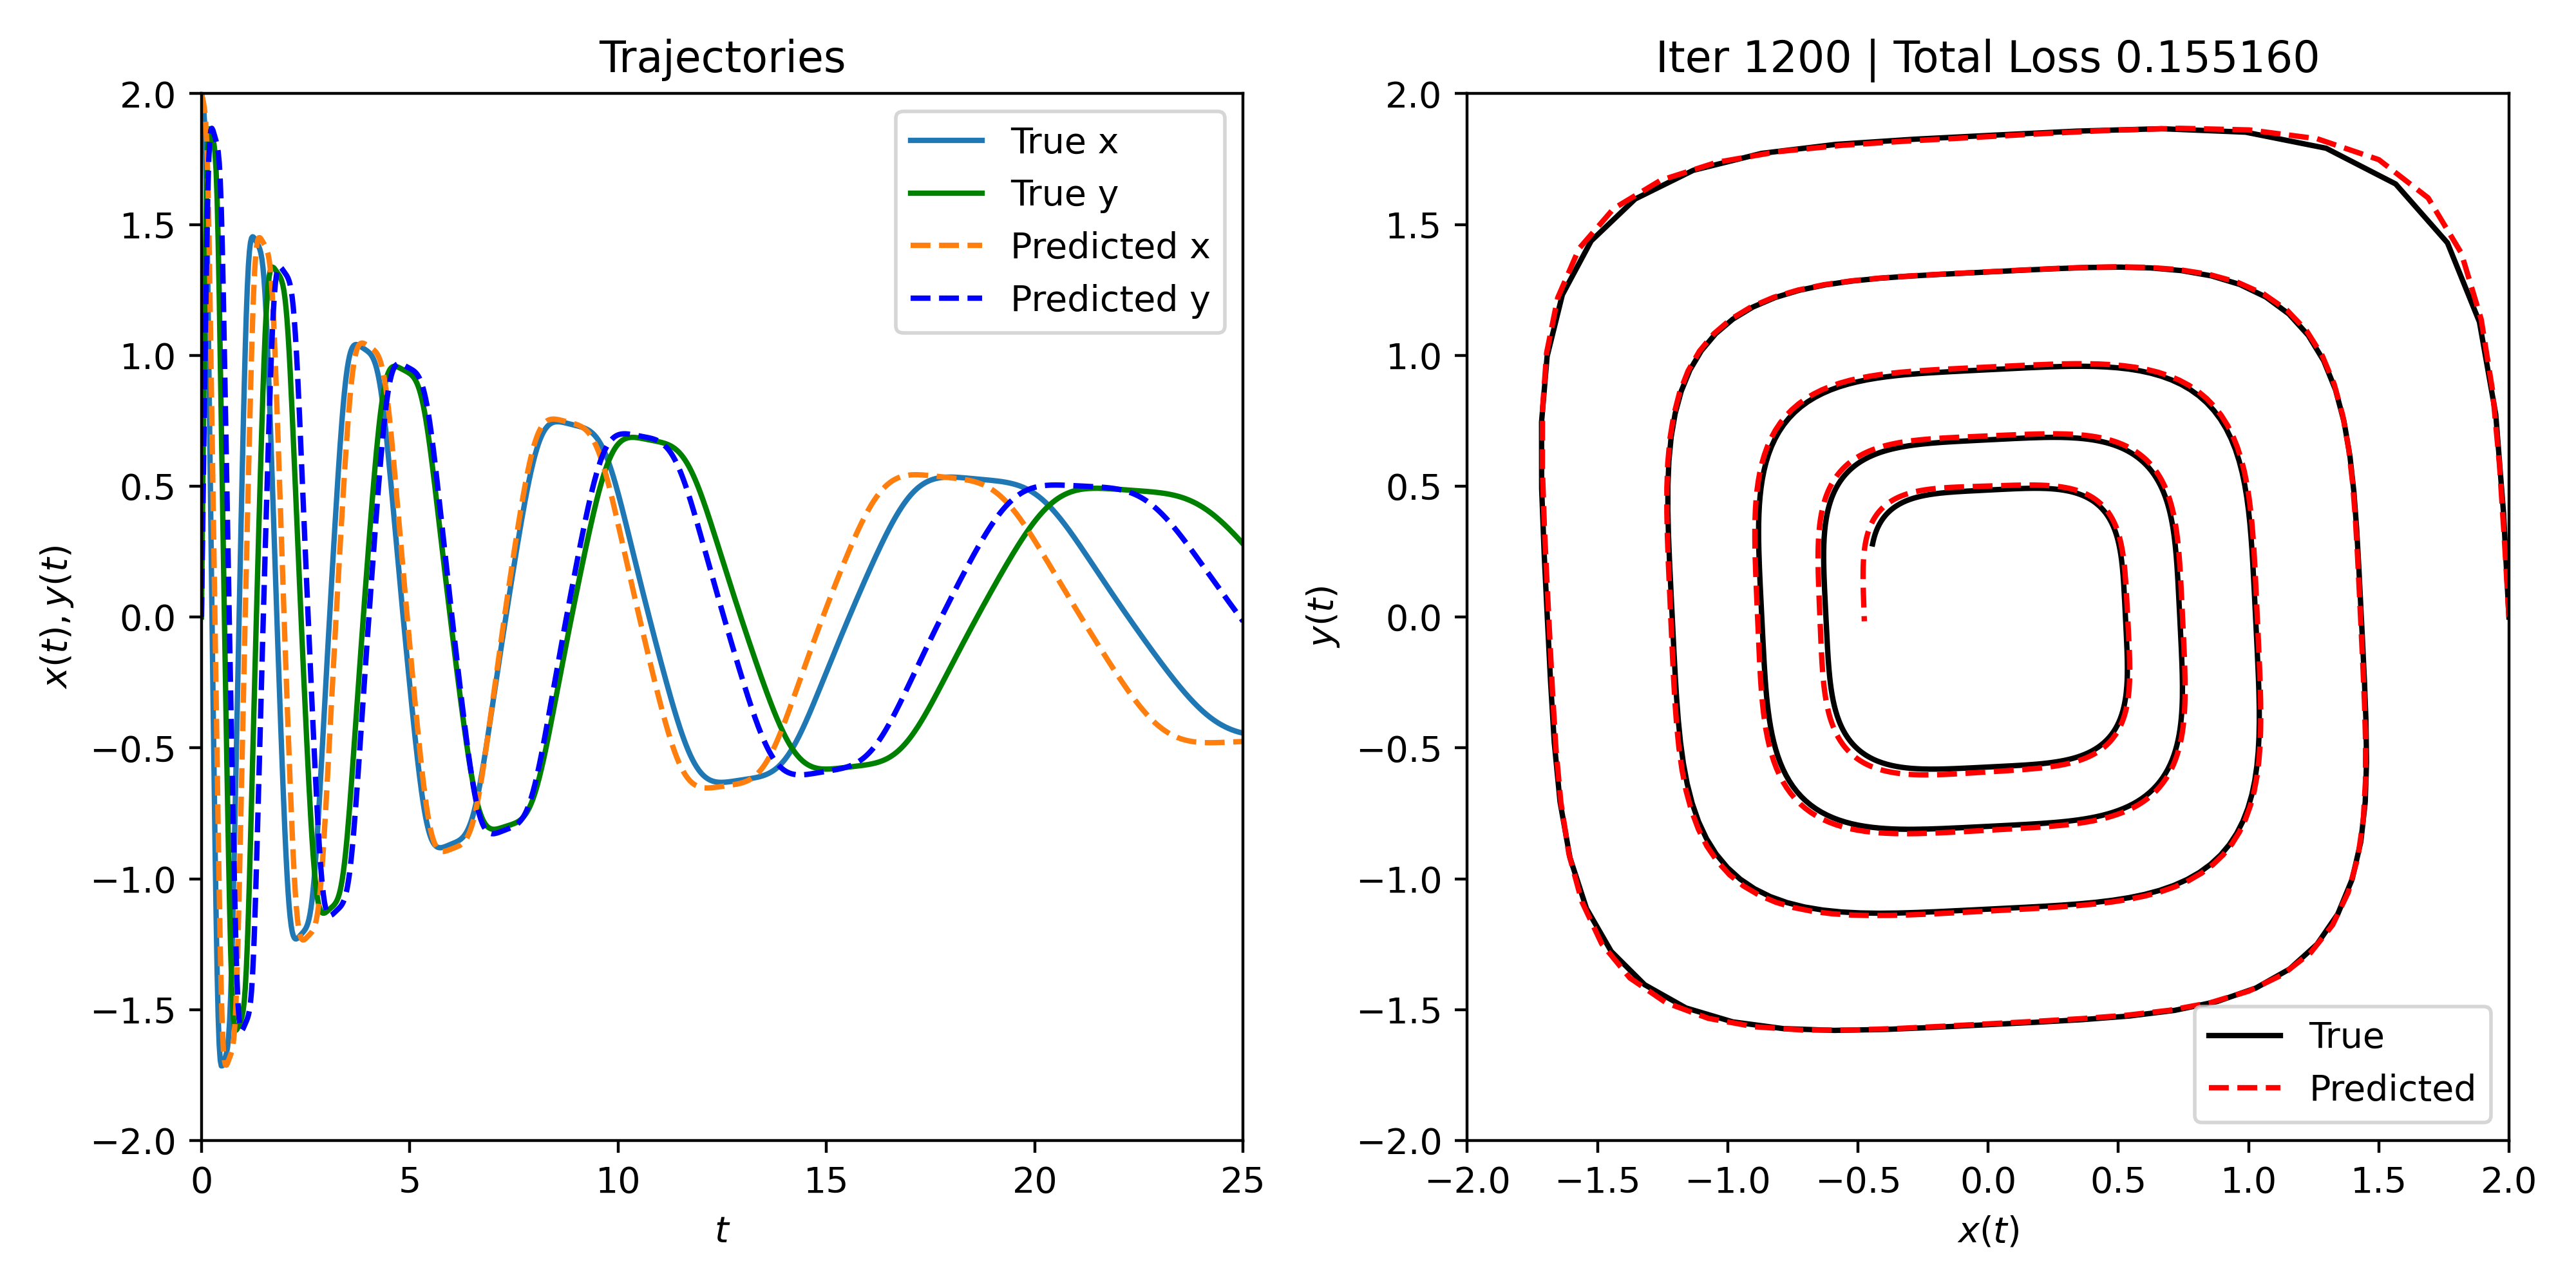 Trajectories
2.0
1.5
1.0
0.5
0.0
−0.5
−1.0
−1.5
−2.0
x(t), y(t)
0 5 10 15 20 25
t
True x
True y
Predicted x
Predicted y
Iter 1200 | Total Loss 0.155160
2.0
1.5
1.0
0.5
0.0
−0.5
−1.0
−1.5
−2.0
y(t)
−2.0 −1.5 −1.0 −0.5 0.0 0.5 1.0 1.5 2.0
x(t)
True
Predicted